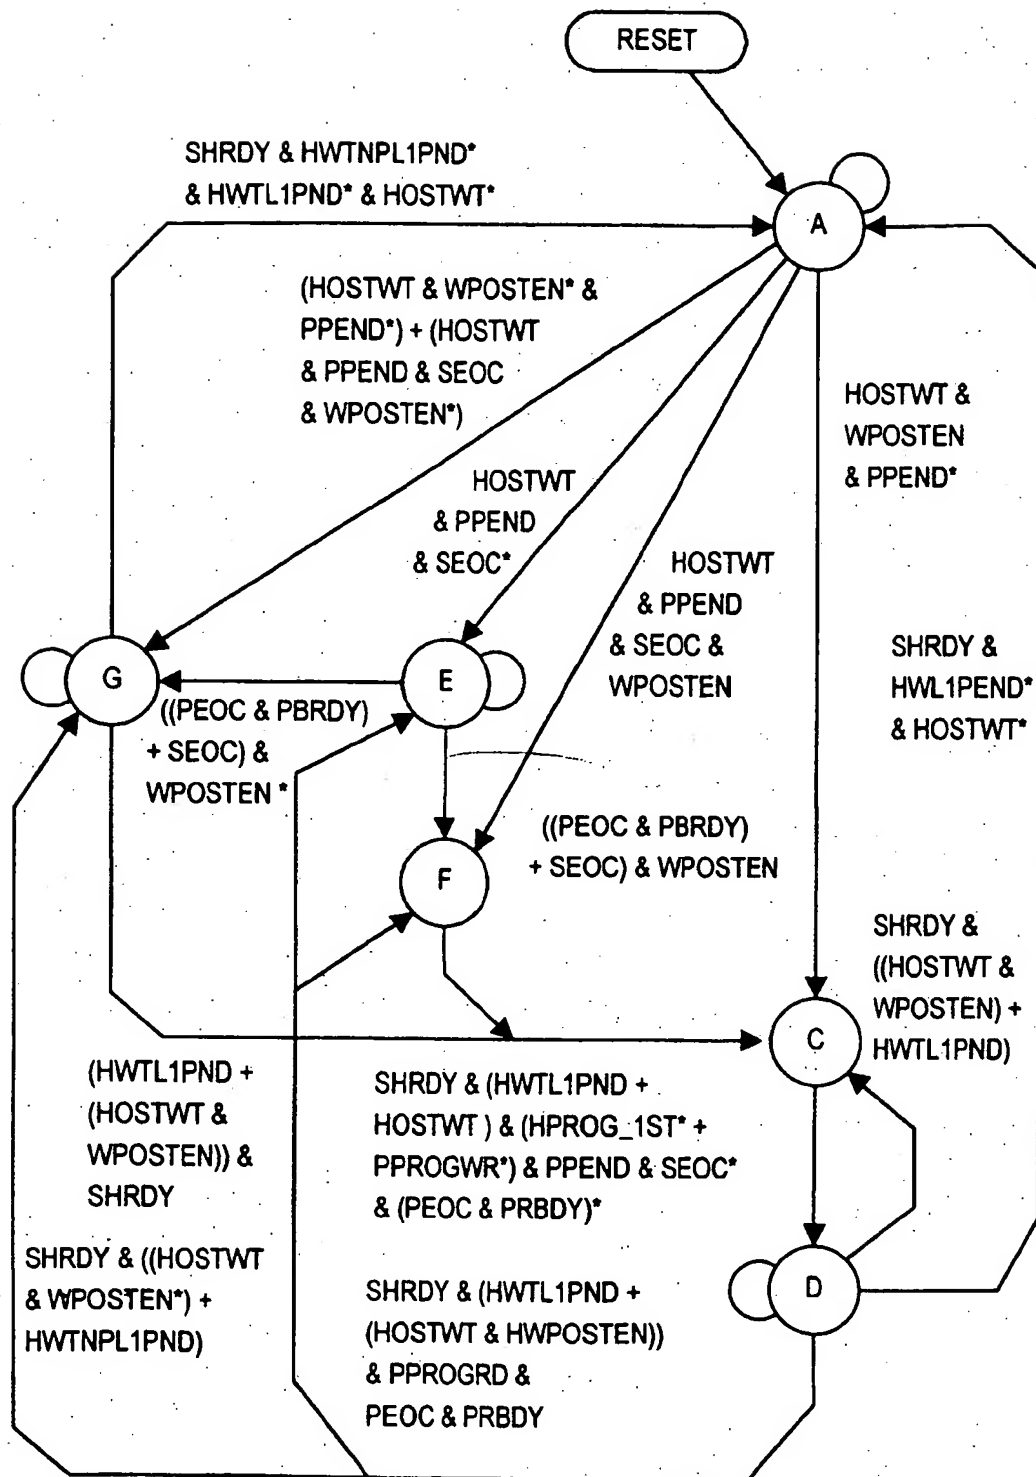 RESET
SHRDY & HWTNPL1PND*
& HWTL1PND* & HOSTWT*
A
(HOSTWT & WPOSTEN* &
PPEND*) + (HOSTWT
& PPEND & SEOC
& WPOSTEN*)
HOSTWT &
WPOSTEN
& PPEND*
HOSTWT
& PPEND
& SEOC*
HOSTWT
& PPEND
& SEOC &
WPOSTEN
SHRDY &
HWL1PEND*
& HOSTWT*
G
E
((PEOC & PBRDY)
+ SEOC) &
WPOSTEN *
((PEOC & PBRDY)
+ SEOC) & WPOSTEN
F
SHRDY &
((HOSTWT &
WPOSTEN) +
HWTL1PND)
C
(HWTL1PND +
(HOSTWT &
WPOSTEN)) &
SHRDY
SHRDY & (HWTL1PND +
HOSTWT ) & (HPROG_1ST* +
PPROGWR*) & PPEND & SEOC*
& (PEOC & PRBDY)*
SHRDY & ((HOSTWT
& WPOSTEN*) +
HWTNPL1PND)
SHRDY & (HWTL1PND +
(HOSTWT & HWPOSTEN))
& PPROGRD &
PEOC & PRBDY
D